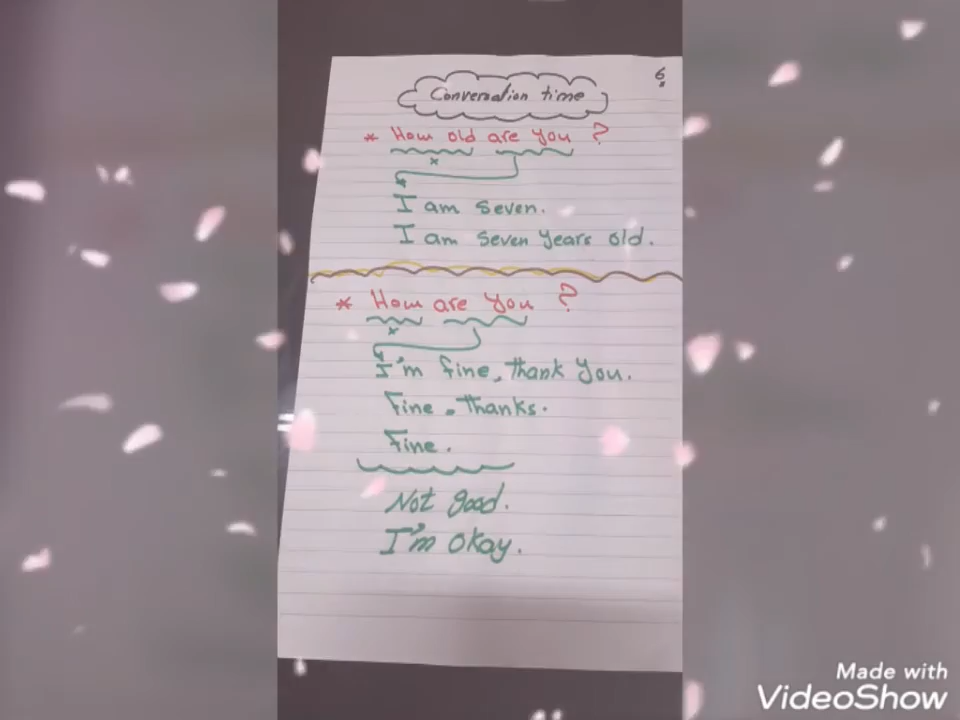 6
Conversation time
* How old are you ?
I am seven.
I am seven years old.
* How are you ?
I'm fine, thank you.
Fine, thanks.
Fine.
Not good.
I'm okay.
Made with
VideoShow